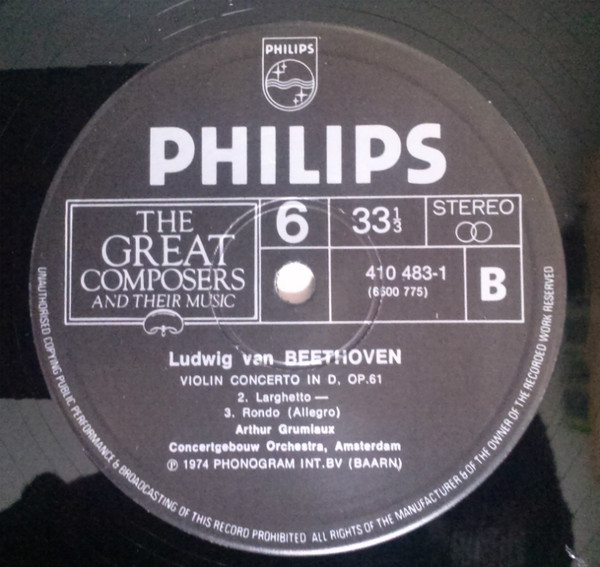 PHILIPS
PHILIPS
THE
GREAT
COMPOSERS
AND THEIR MUSIC
6
33 1/3
STEREO
410 483-1
(6500 775)
B
Ludwig van BEETHOVEN
VIOLIN CONCERTO IN D, OP.61
2. Larghetto —
3. Rondo (Allegro)
Arthur Grumiaux
Concertgebouw Orchestra, Amsterdam
℗ 1974 PHONOGRAM INT.BV (BAARN)
UNAUTHORISED COPYING PUBLIC PERFORMANCE & BROADCASTING OF THIS RECORD PROHIBITED ALL RIGHTS OF THE MANUFACTURER & OF THE OWNER OF THE RECORDED WORK RESERVED